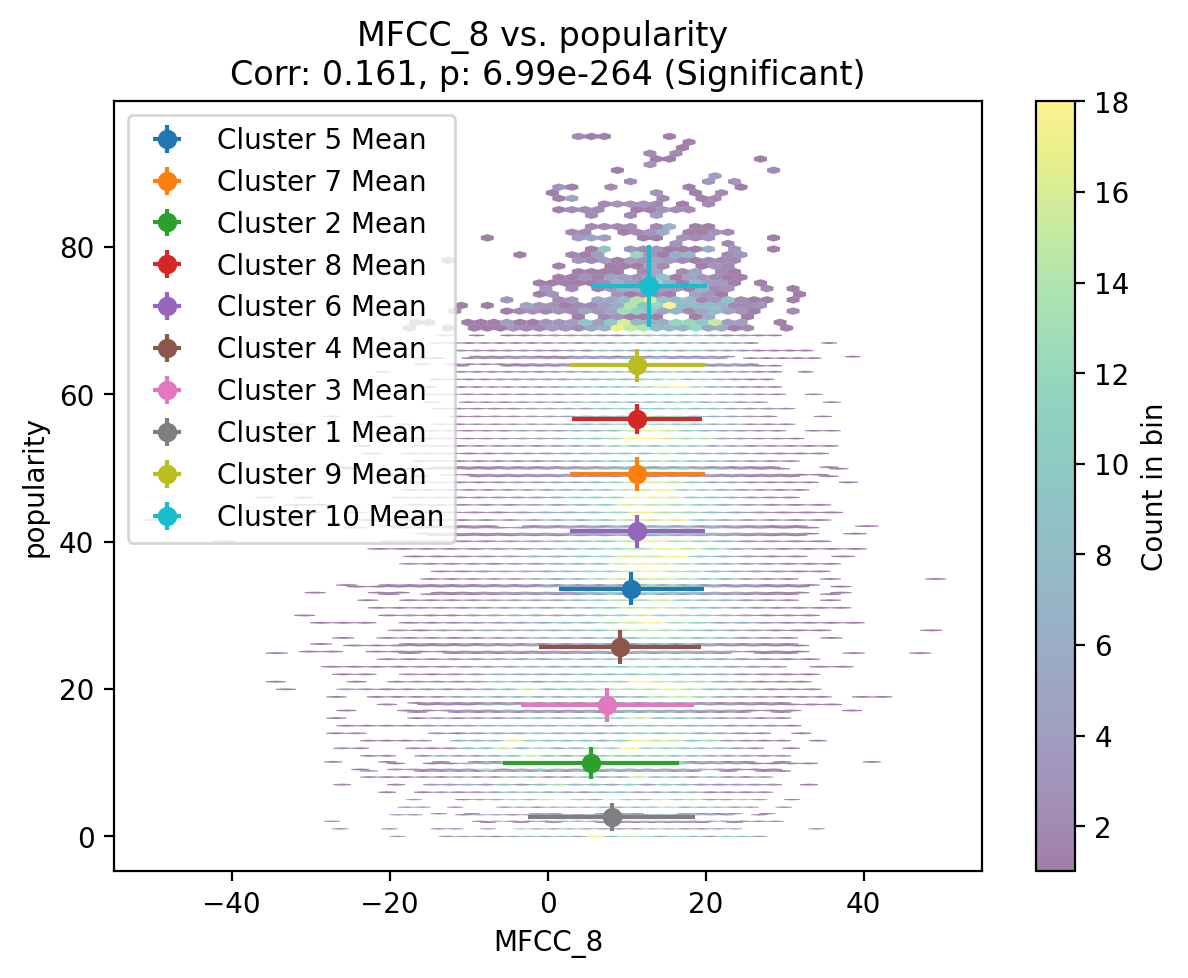 MFCC_8 vs. popularity
Corr: 0.161, p: 6.99e-264 (Significant)
Cluster 5 Mean
Cluster 7 Mean
Cluster 2 Mean
Cluster 8 Mean
Cluster 6 Mean
Cluster 4 Mean
Cluster 3 Mean
Cluster 1 Mean
Cluster 9 Mean
Cluster 10 Mean
popularity
80
60
40
20
0
−40
−20
0
20
40
MFCC_8
18
16
14
12
10
8
6
4
2
Count in bin